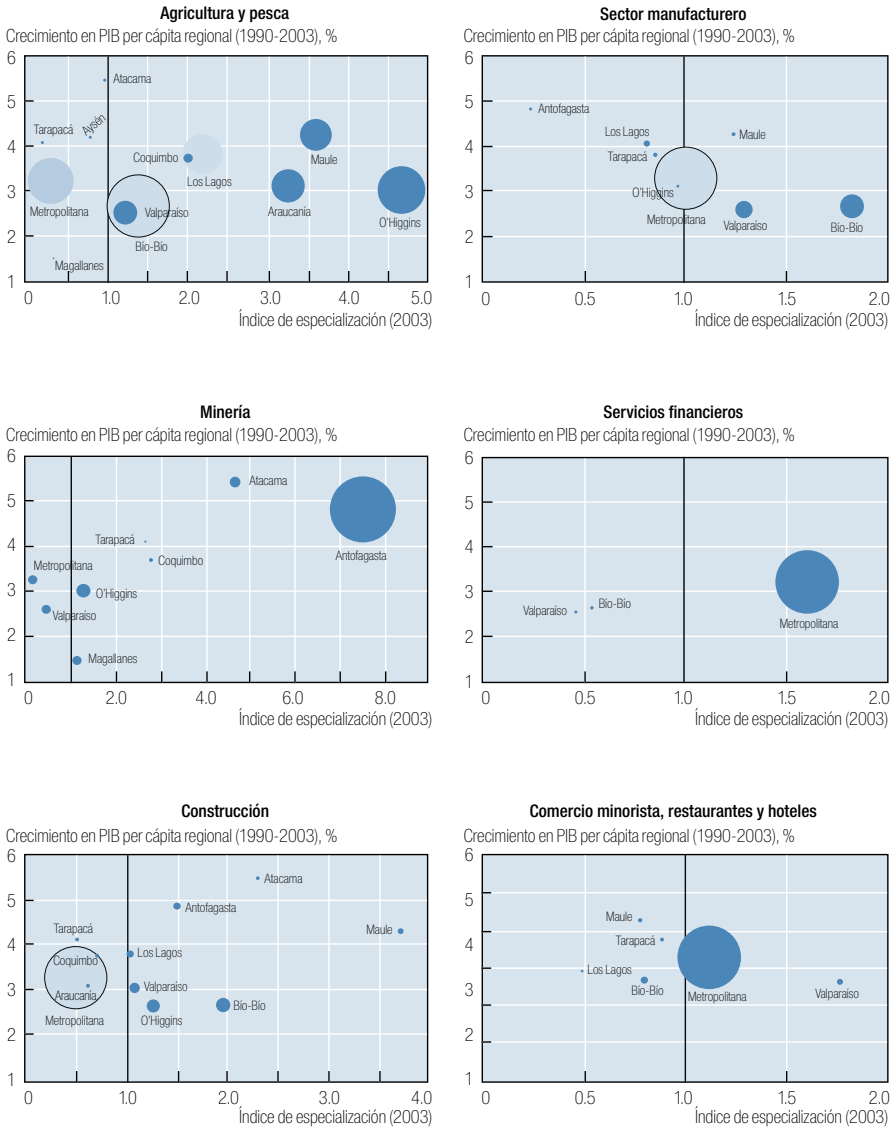 Agricultura y pesca
Crecimiento en PIB per cápita regional (1990-2003), %
6
5
4
3
2
1
Atacama
Tarapacá
Aysén
Coquimbo
Los Lagos
Maule
Metropolitana
Valparaíso
Araucanía
O'Higgins
Bío-Bío
Magallanes
0 1.0 2.0 3.0 4.0 5.0
Índice de especialización (2003)
Sector manufacturero
Crecimiento en PIB per cápita regional (1990-2003), %
6
5
4
3
2
1
Antofagasta
Los Lagos
Maule
Tarapacá
O'Higgins
Metropolitana
Valparaíso
Bío-Bío
0 0.5 1.0 1.5 2.0
Índice de especialización (2003)
Minería
Crecimiento en PIB per cápita regional (1990-2003), %
6
5
4
3
2
1
Atacama
Tarapacá
Antofagasta
Coquimbo
Metropolitana
O'Higgins
Valparaíso
Magallanes
0 2.0 4.0 6.0 8.0
Índice de especialización (2003)
Servicios financieros
Crecimiento en PIB per cápita regional (1990-2003), %
6
5
4
3
2
1
Valparaíso
Bío-Bío
Metropolitana
0 0.5 1.0 1.5 2.0
Índice de especialización (2003)
Construcción
Crecimiento en PIB per cápita regional (1990-2003), %
6
5
4
3
2
1
Atacama
Antofagasta
Tarapacá
Maule
Coquimbo
Los Lagos
Araucanía
Valparaíso
Metropolitana
O'Higgins
Bío-Bío
0 1.0 2.0 3.0 4.0
Índice de especialización (2003)
Comercio minorista, restaurantes y hoteles
Crecimiento en PIB per cápita regional (1990-2003), %
6
5
4
3
2
1
Maule
Tarapacá
Los Lagos
Bío-Bío
Metropolitana
Valparaíso
0 0.5 1.0 1.5 2.0
Índice de especialización (2003)